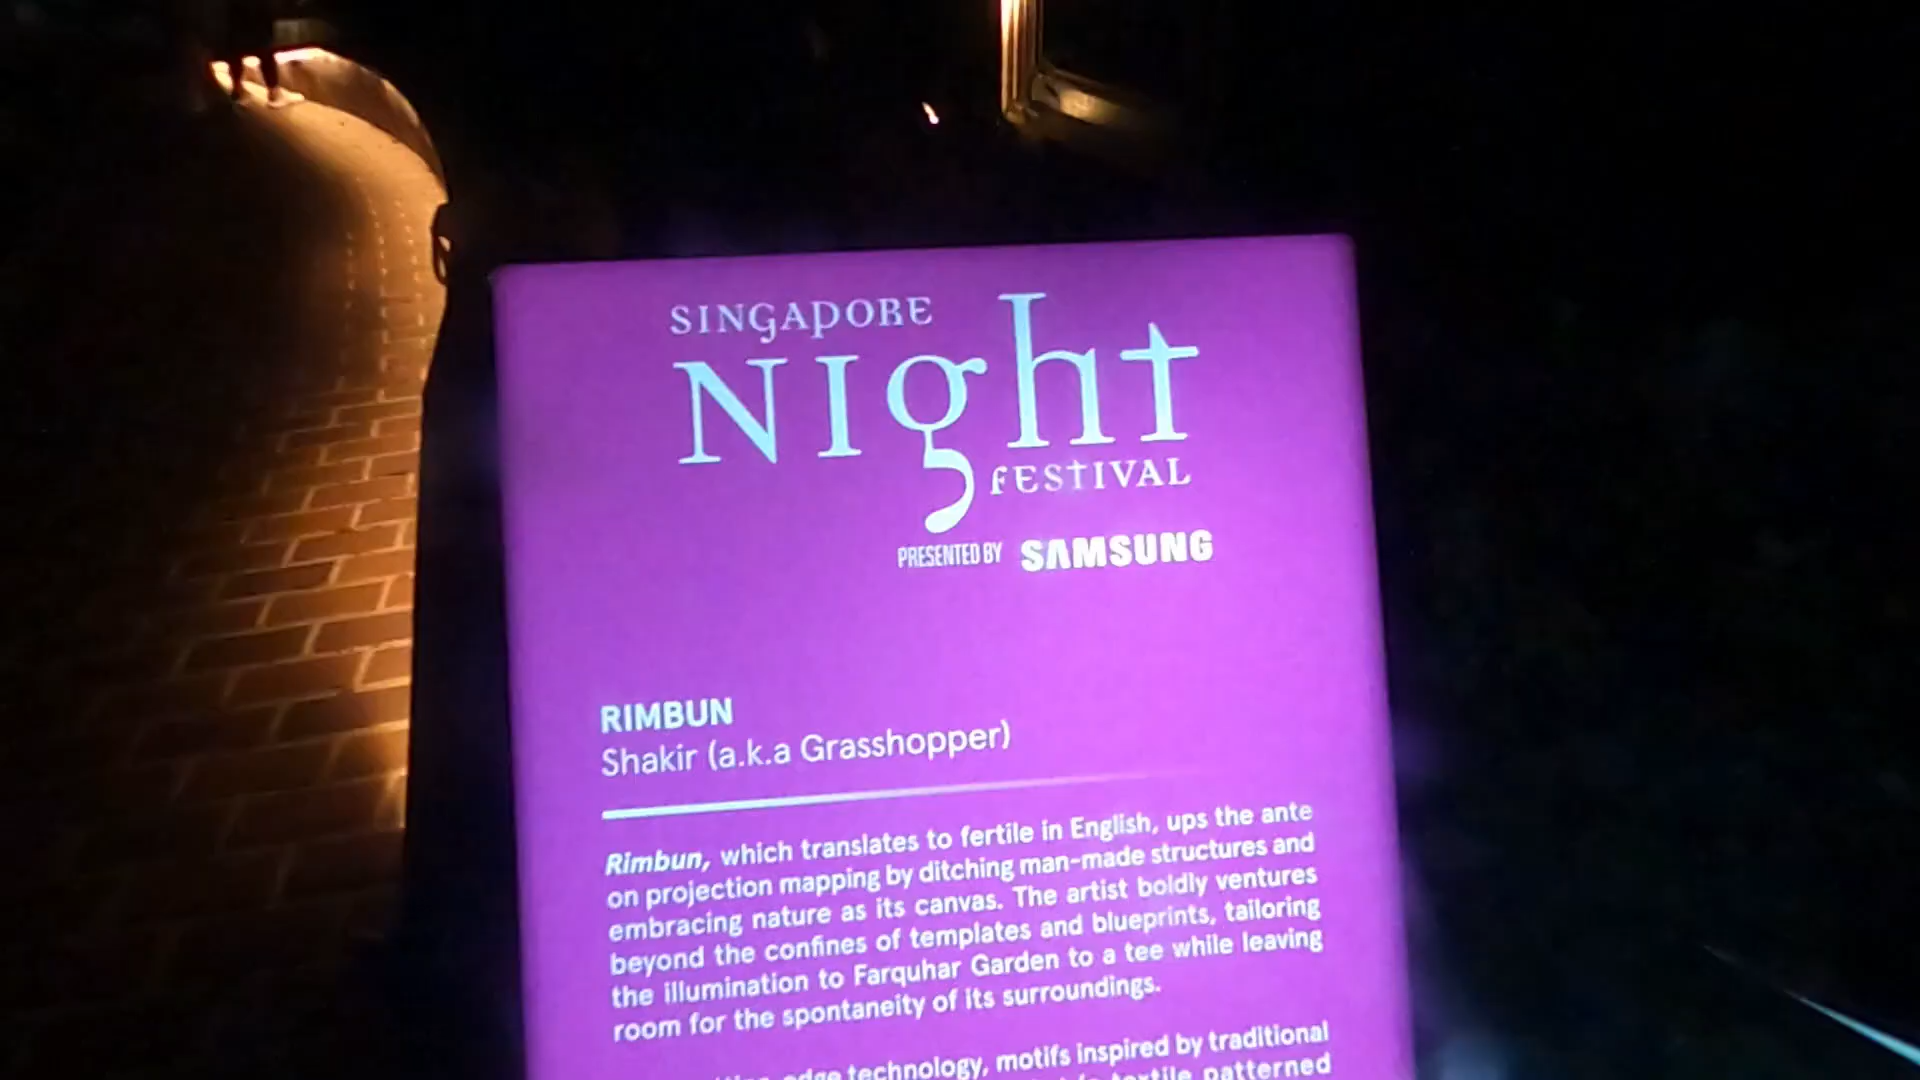 SINGAPORE
NIght
FESTIVAL
PRESENTED BY SAMSUNG
RIMBUN
Shakir (a.k.a Grasshopper)
Rimbun, which translates to fertile in English, ups the ante
on projection mapping by ditching man-made structures and
embracing nature as its canvas. The artist boldly ventures
beyond the confines of templates and blueprints, tailoring
the illumination to Farquhar Garden to a tee while leaving
room for the spontaneity of its surroundings.
edge technology, motifs inspired by traditional
textile patterned